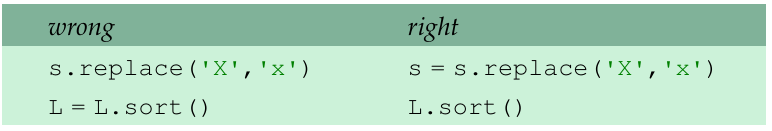 wrong right
s.replace('X','x') s = s.replace('X','x')
L = L.sort() L.sort()